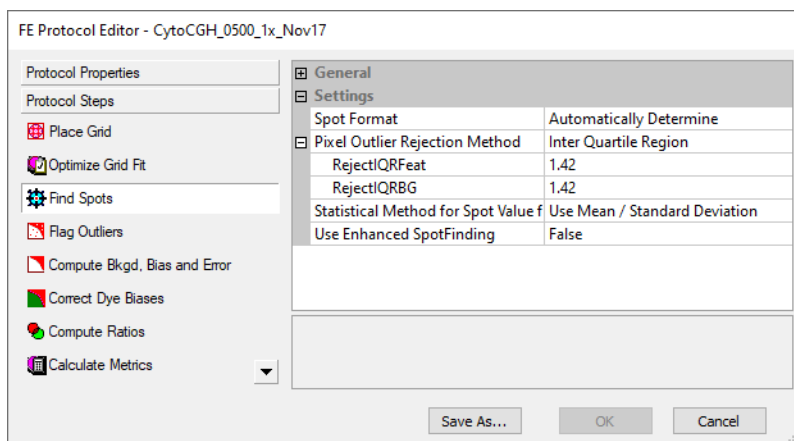 FE Protocol Editor - CytoCGH_0500_1x_Nov17
Protocol Properties
Protocol Steps
Place Grid
Optimize Grid Fit
Find Spots
Flag Outliers
Compute Bkgd, Bias and Error
Correct Dye Biases
Compute Ratios
Calculate Metrics
General
Settings
Spot Format Automatically Determine
Pixel Outlier Rejection Method Inter Quartile Region
RejectIQRFeat 1.42
RejectIQRBG 1.42
Statistical Method for Spot Value f Use Mean / Standard Deviation
Use Enhanced SpotFinding False
Save As... OK Cancel